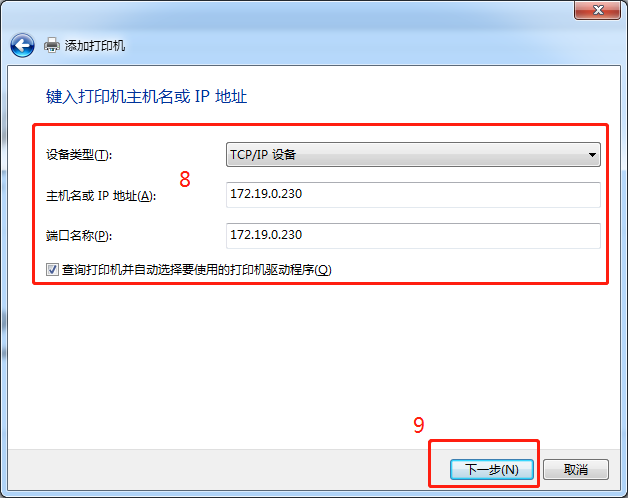 添加打印机
键入打印机主机名或 IP 地址
设备类型(T):
TCP/IP 设备
8
主机名或 IP 地址(A):
172.19.0.230
端口名称(P):
172.19.0.230
查询打印机并自动选择要使用的打印机驱动程序(Q)
9
下一步(N)
取消